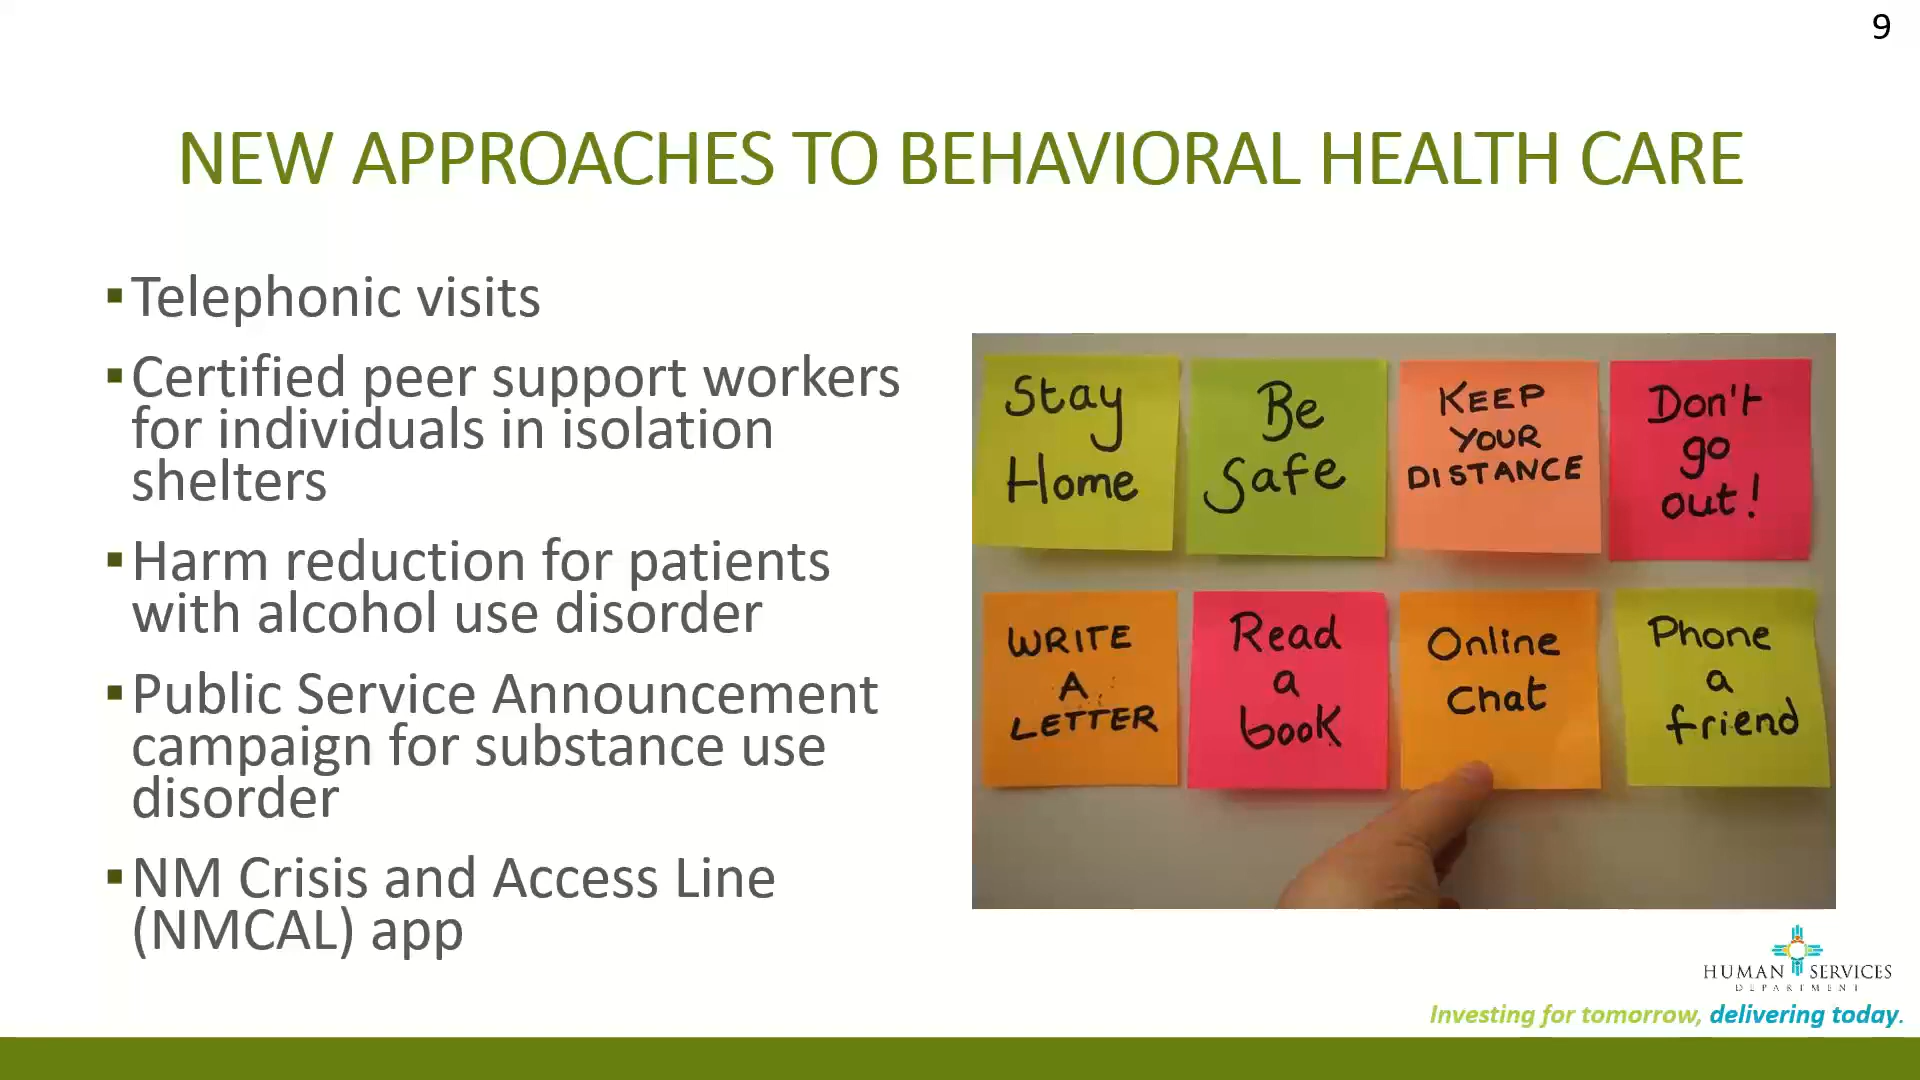 9
NEW APPROACHES TO BEHAVIORAL HEALTH CARE
▪Telephonic visits
▪Certified peer support workers
for individuals in isolation
shelters
▪Harm reduction for patients
with alcohol use disorder
▪Public Service Announcement
campaign for substance use
disorder
▪NM Crisis and Access Line
(NMCAL) app
Stay
Home
Be
Safe
KEEP
YOUR
DISTANCE
Don't
go
out!
WRITE
A
LETTER
Read
a
book
Online
Chat
Phone
a
friend
HUMAN SERVICES
DEPARTMENT
Investing for tomorrow, delivering today.